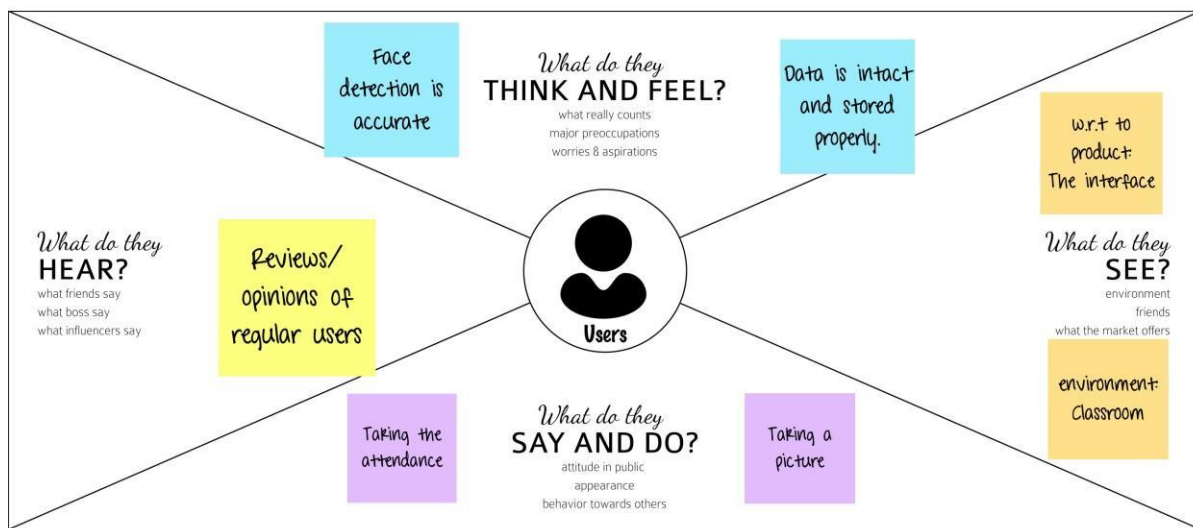 What do they
THINK AND FEEL?
what really counts
major preoccupations
worries & aspirations
Face
detection is
accurate
Data is intact
and stored
properly.
What do they
HEAR?
what friends say
what boss say
what influencers say
Reviews/
opinions of
regular users
Users
What do they
SEE?
environment
friends
what the market offers
w.r.t to
product:
The interface
environment:
Classroom
What do they
SAY AND DO?
attitude in public
appearance
behavior towards others
Taking the
attendance
Taking a
picture